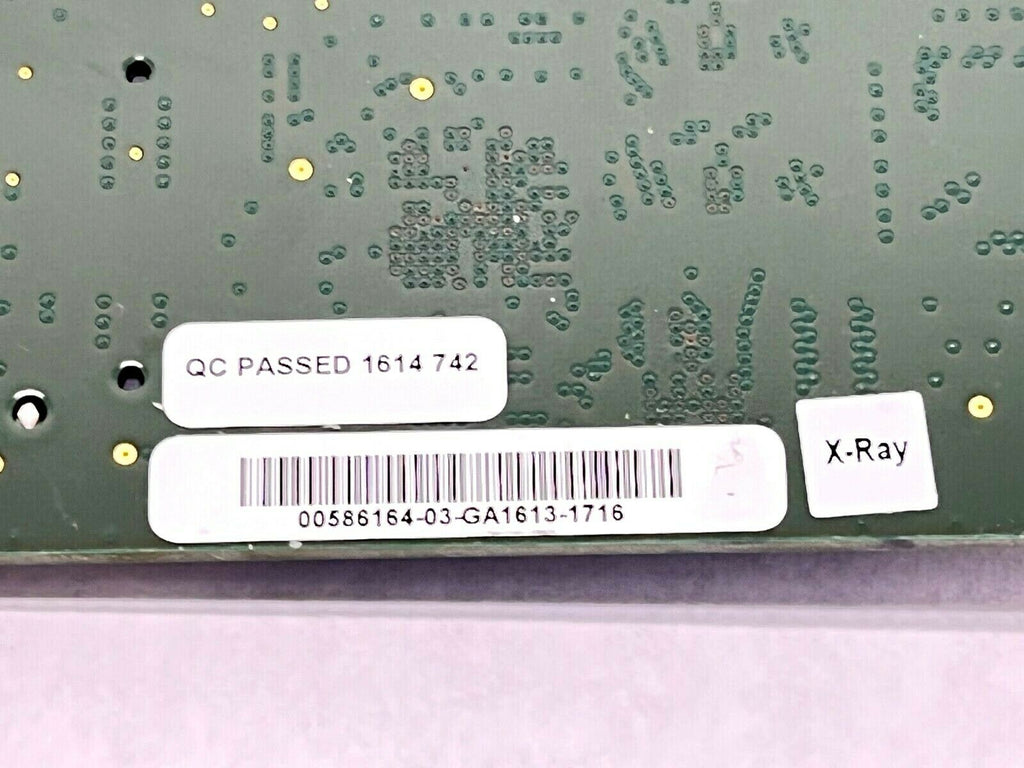 QC PASSED 1614 742
00586164-03-GA1613-1716
X-Ray